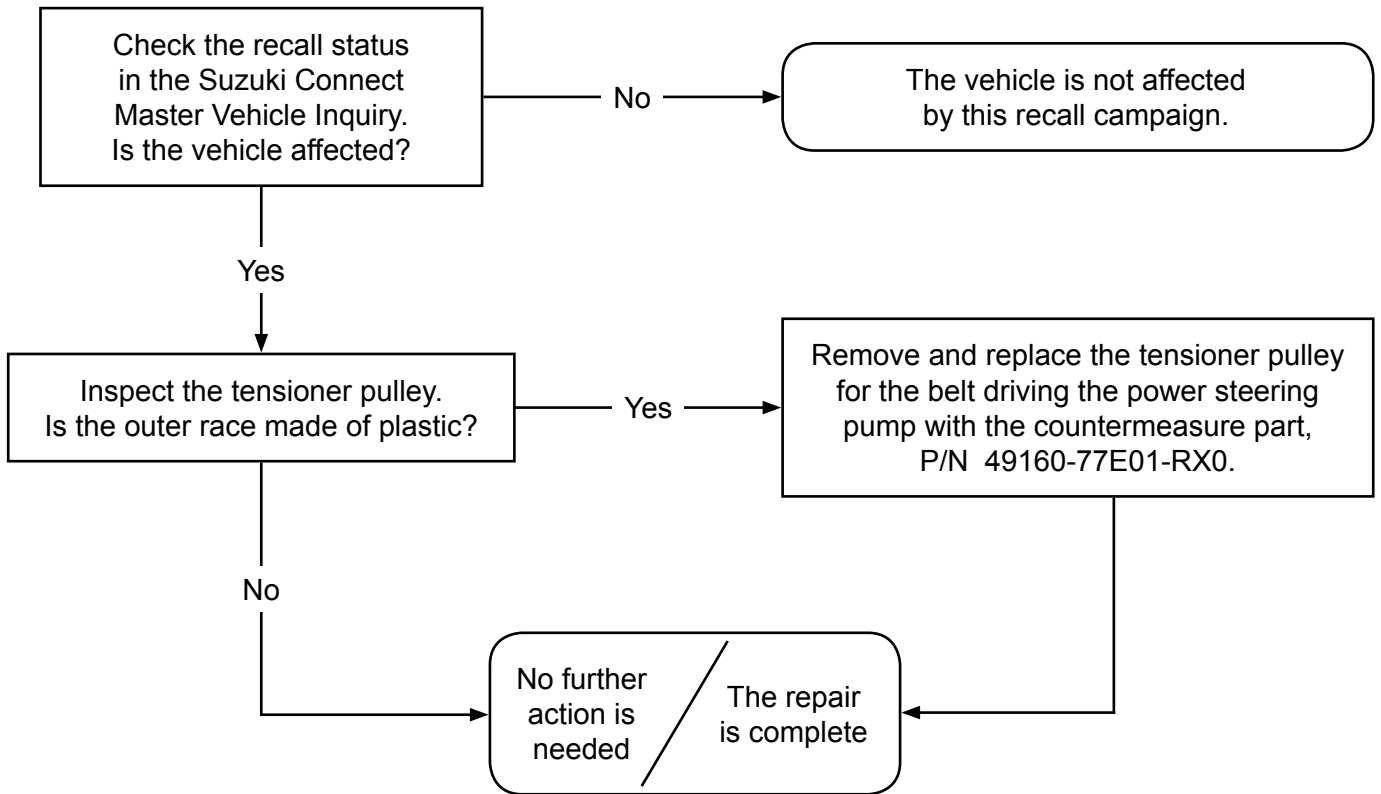 Check the recall status
in the Suzuki Connect
Master Vehicle Inquiry.
Is the vehicle affected?
No
The vehicle is not affected
by this recall campaign.
Yes
Inspect the tensioner pulley.
Is the outer race made of plastic?
Yes
Remove and replace the tensioner pulley
for the belt driving the power steering
pump with the countermeasure part,
P/N 49160-77E01-RX0.
No
No further
action is
needed
The repair
is complete